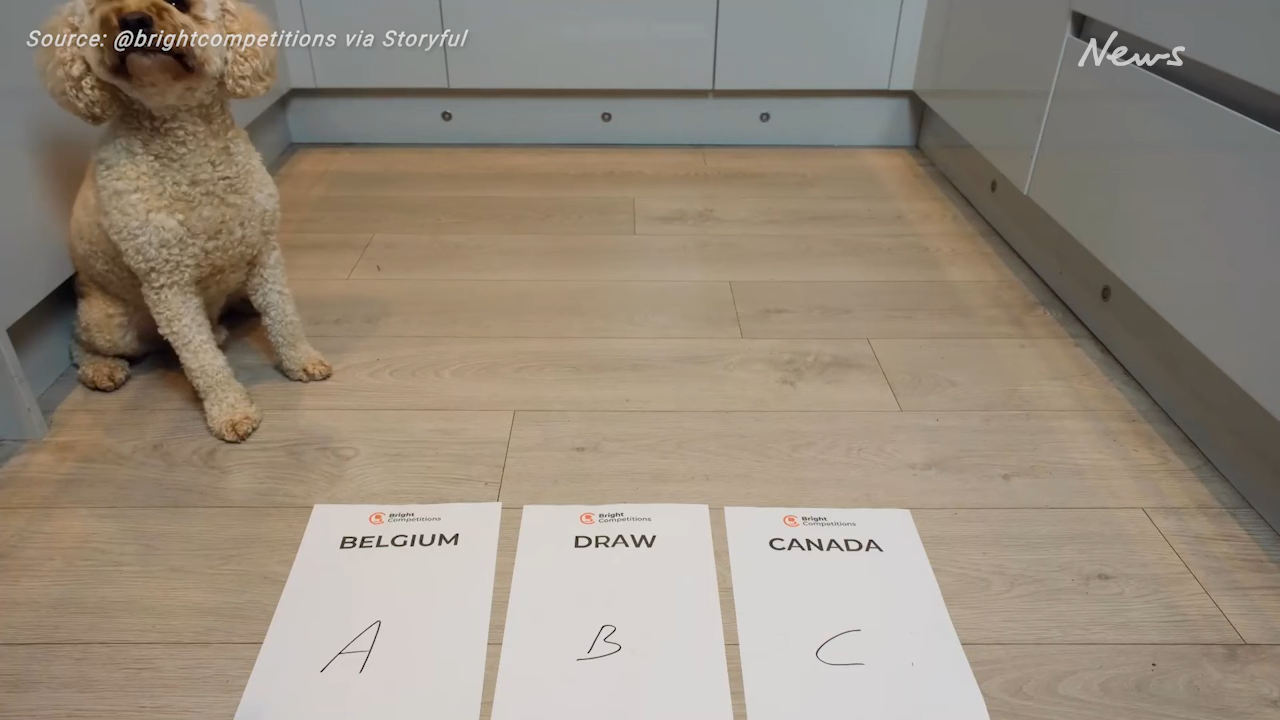 Source: @brightcompetitions via Storyful
News
Bright
Competitions
BELGIUM
A
Bright
Competitions
DRAW
B
Bright
Competitions
CANADA
C